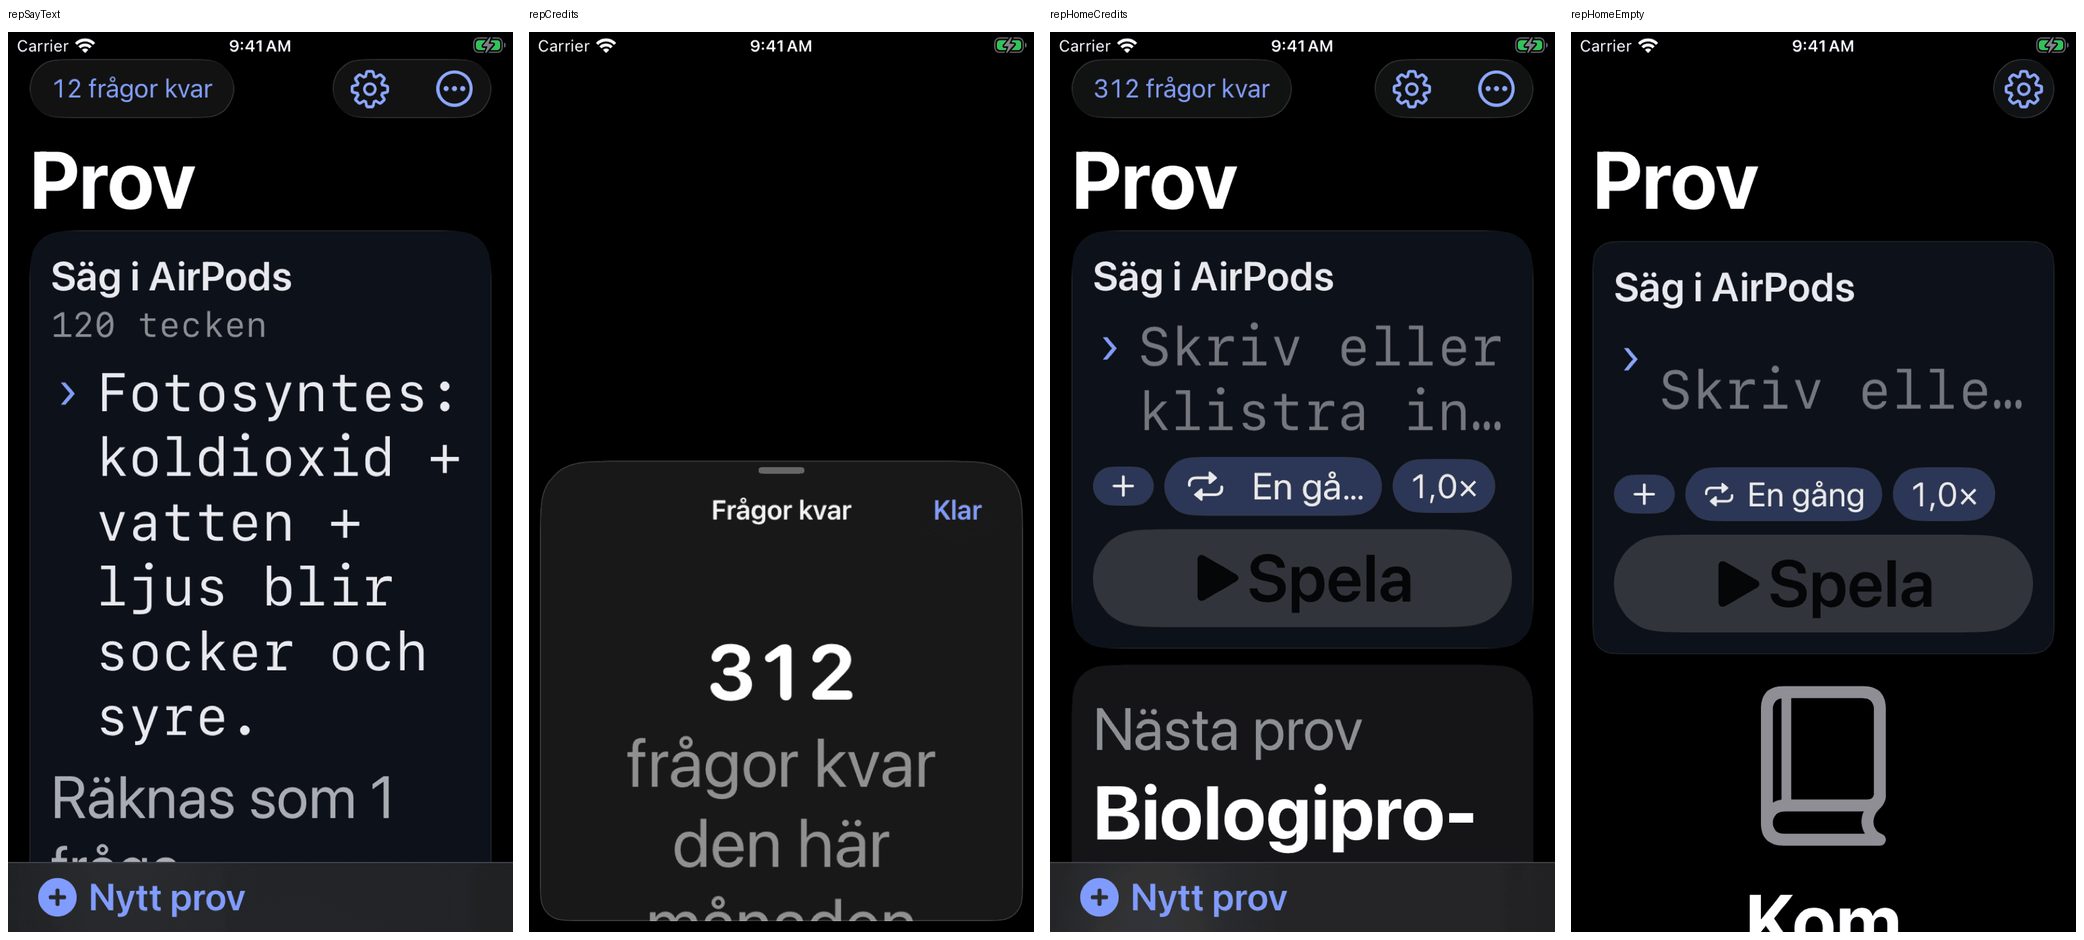 repSayText
Carrier
9:41 AM
12 frågor kvar
Prov
Säg i AirPods
120 tecken
› Fotosyntes:
koldioxid +
vatten +
ljus blir
socker och
syre.
Räknas som 1
fråga
+ Nytt prov
repCredits
Carrier
9:41 AM
Frågor kvar
Klar
312
frågor kvar
den här
månaden
repHomeCredits
Carrier
9:41 AM
312 frågor kvar
Prov
Säg i AirPods
› Skriv eller
klistra in…
+ En gå… 1,0×
Spela
Nästa prov
Biologipro-
+ Nytt prov
repHomeEmpty
Carrier
9:41 AM
Prov
Säg i AirPods
› Skriv elle…
+ En gång 1,0×
Spela
Kom